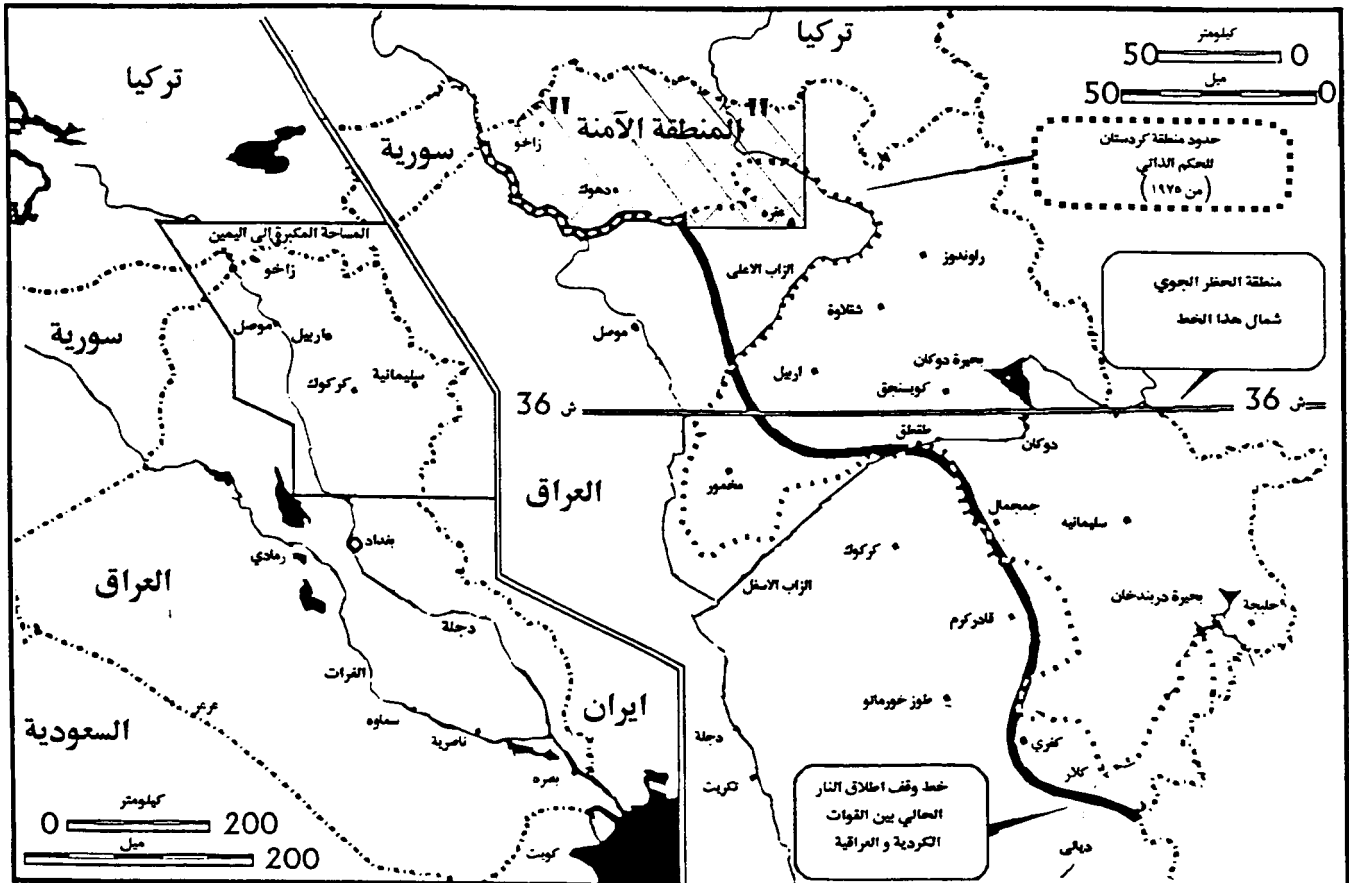 تركيا
سورية
المساحة المكبرة الى اليمين
زاخو
موصل
اربيل
كركوك
سليمانية
سورية
بغداد
رمادي
العراق
دجلة
الفرات
سماوه
ناصرية
بصره
ايران
عرعر
السعودية
كويت
كيلومتر
0 200
ميل
200
تركيا
كيلومتر
50 0
ميل
50 0
حدود منطقة كردستان
للحكم الذاتي
(من ١٩٧٥)
"المنطقة الآمنة"
زاخو
دهوك
عقره
الزاب الاعلى
راوندوز
شقلاوة
موصل
اربيل
كويسنجق
بحيرة دوكان
منطقة الحظر الجوي
شمال هذا الخط
36 ش
36 ش
طقطق
دوكان
مخمور
العراق
جمجمال
سليمانيه
كركوك
الزاب الاسفل
قادركرم
بحيرة دربندخان
حلبجة
طوز خورماتو
دجلة
تكريت
كفري
كلار
خط وقف اطلاق النار
الحالي بين القوات
الكردية و العراقية
ديالى